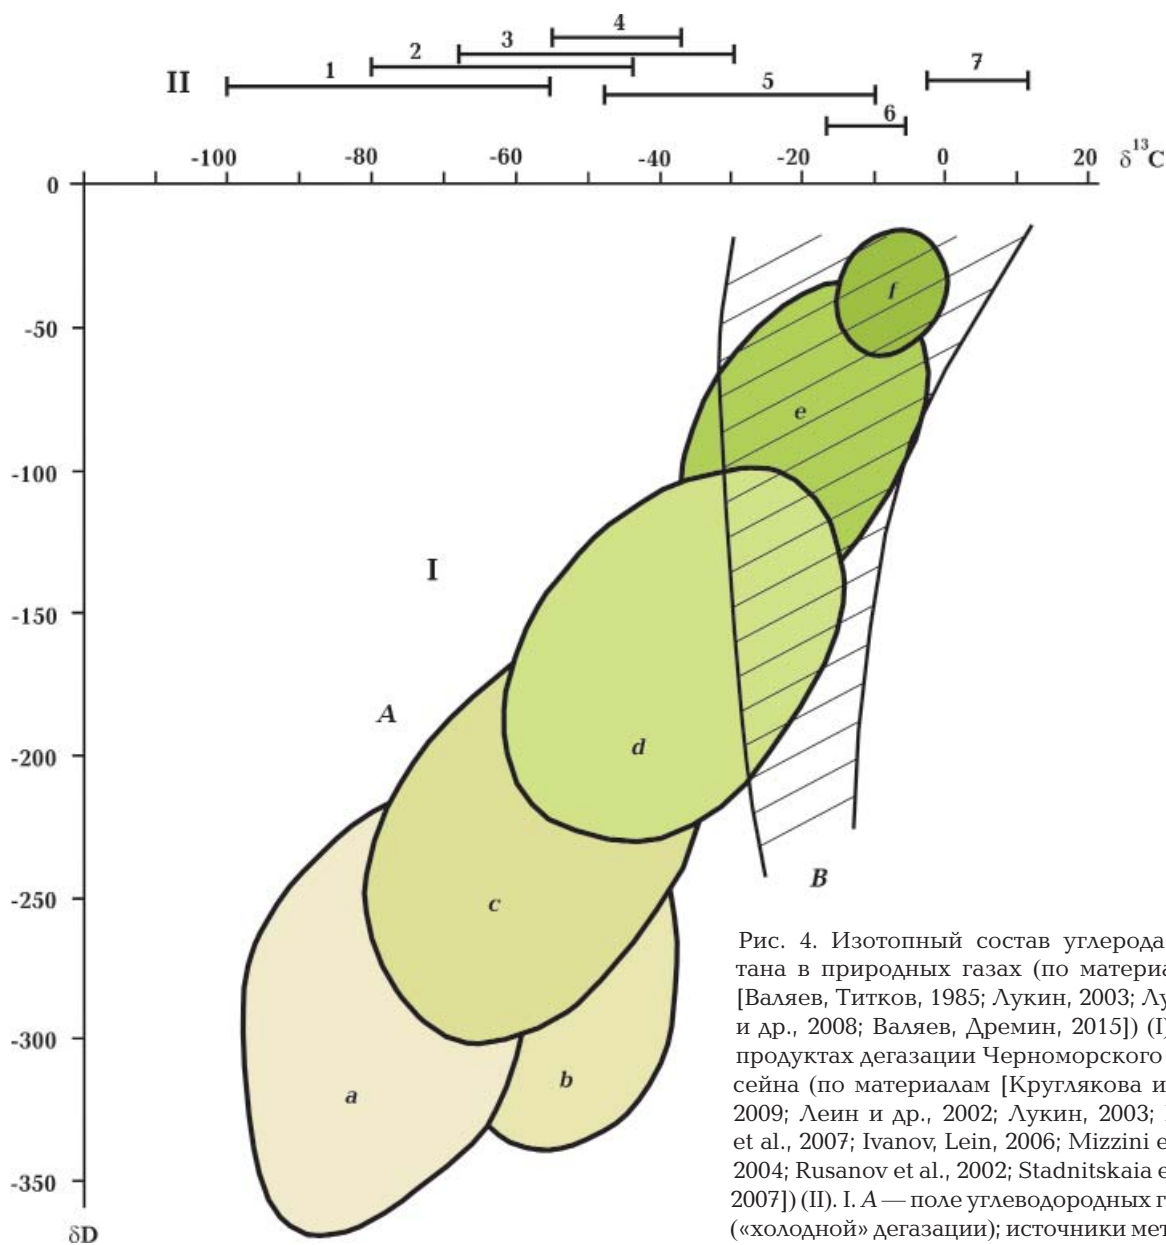 4
3
2
7
1
5
II
6
-100 -80 -60 -40 -20 0 20 δ¹³C
0
f
-50
e
-100
I
-150
A
-200
d
B
-250
c
-300
b
a
-350
δD
Рис. 4. Изотопный состав углерода
тана в природных газах (по материа
[Валяев, Титков, 1985; Лукин, 2003; Лу
и др., 2008; Валяев, Дремин, 2015]) (I)
продуктах дегазации Черноморского
сейна (по материалам [Круглякова и
2009; Леин и др., 2002; Лукин, 2003;
et al., 2007; Ivanov, Lein, 2006; Mizzini e
2004; Rusanov et al., 2002; Stadnitskaia e
2007]) (II). I. A — поле углеводородных г
(«холодной» дегазации); источники мет